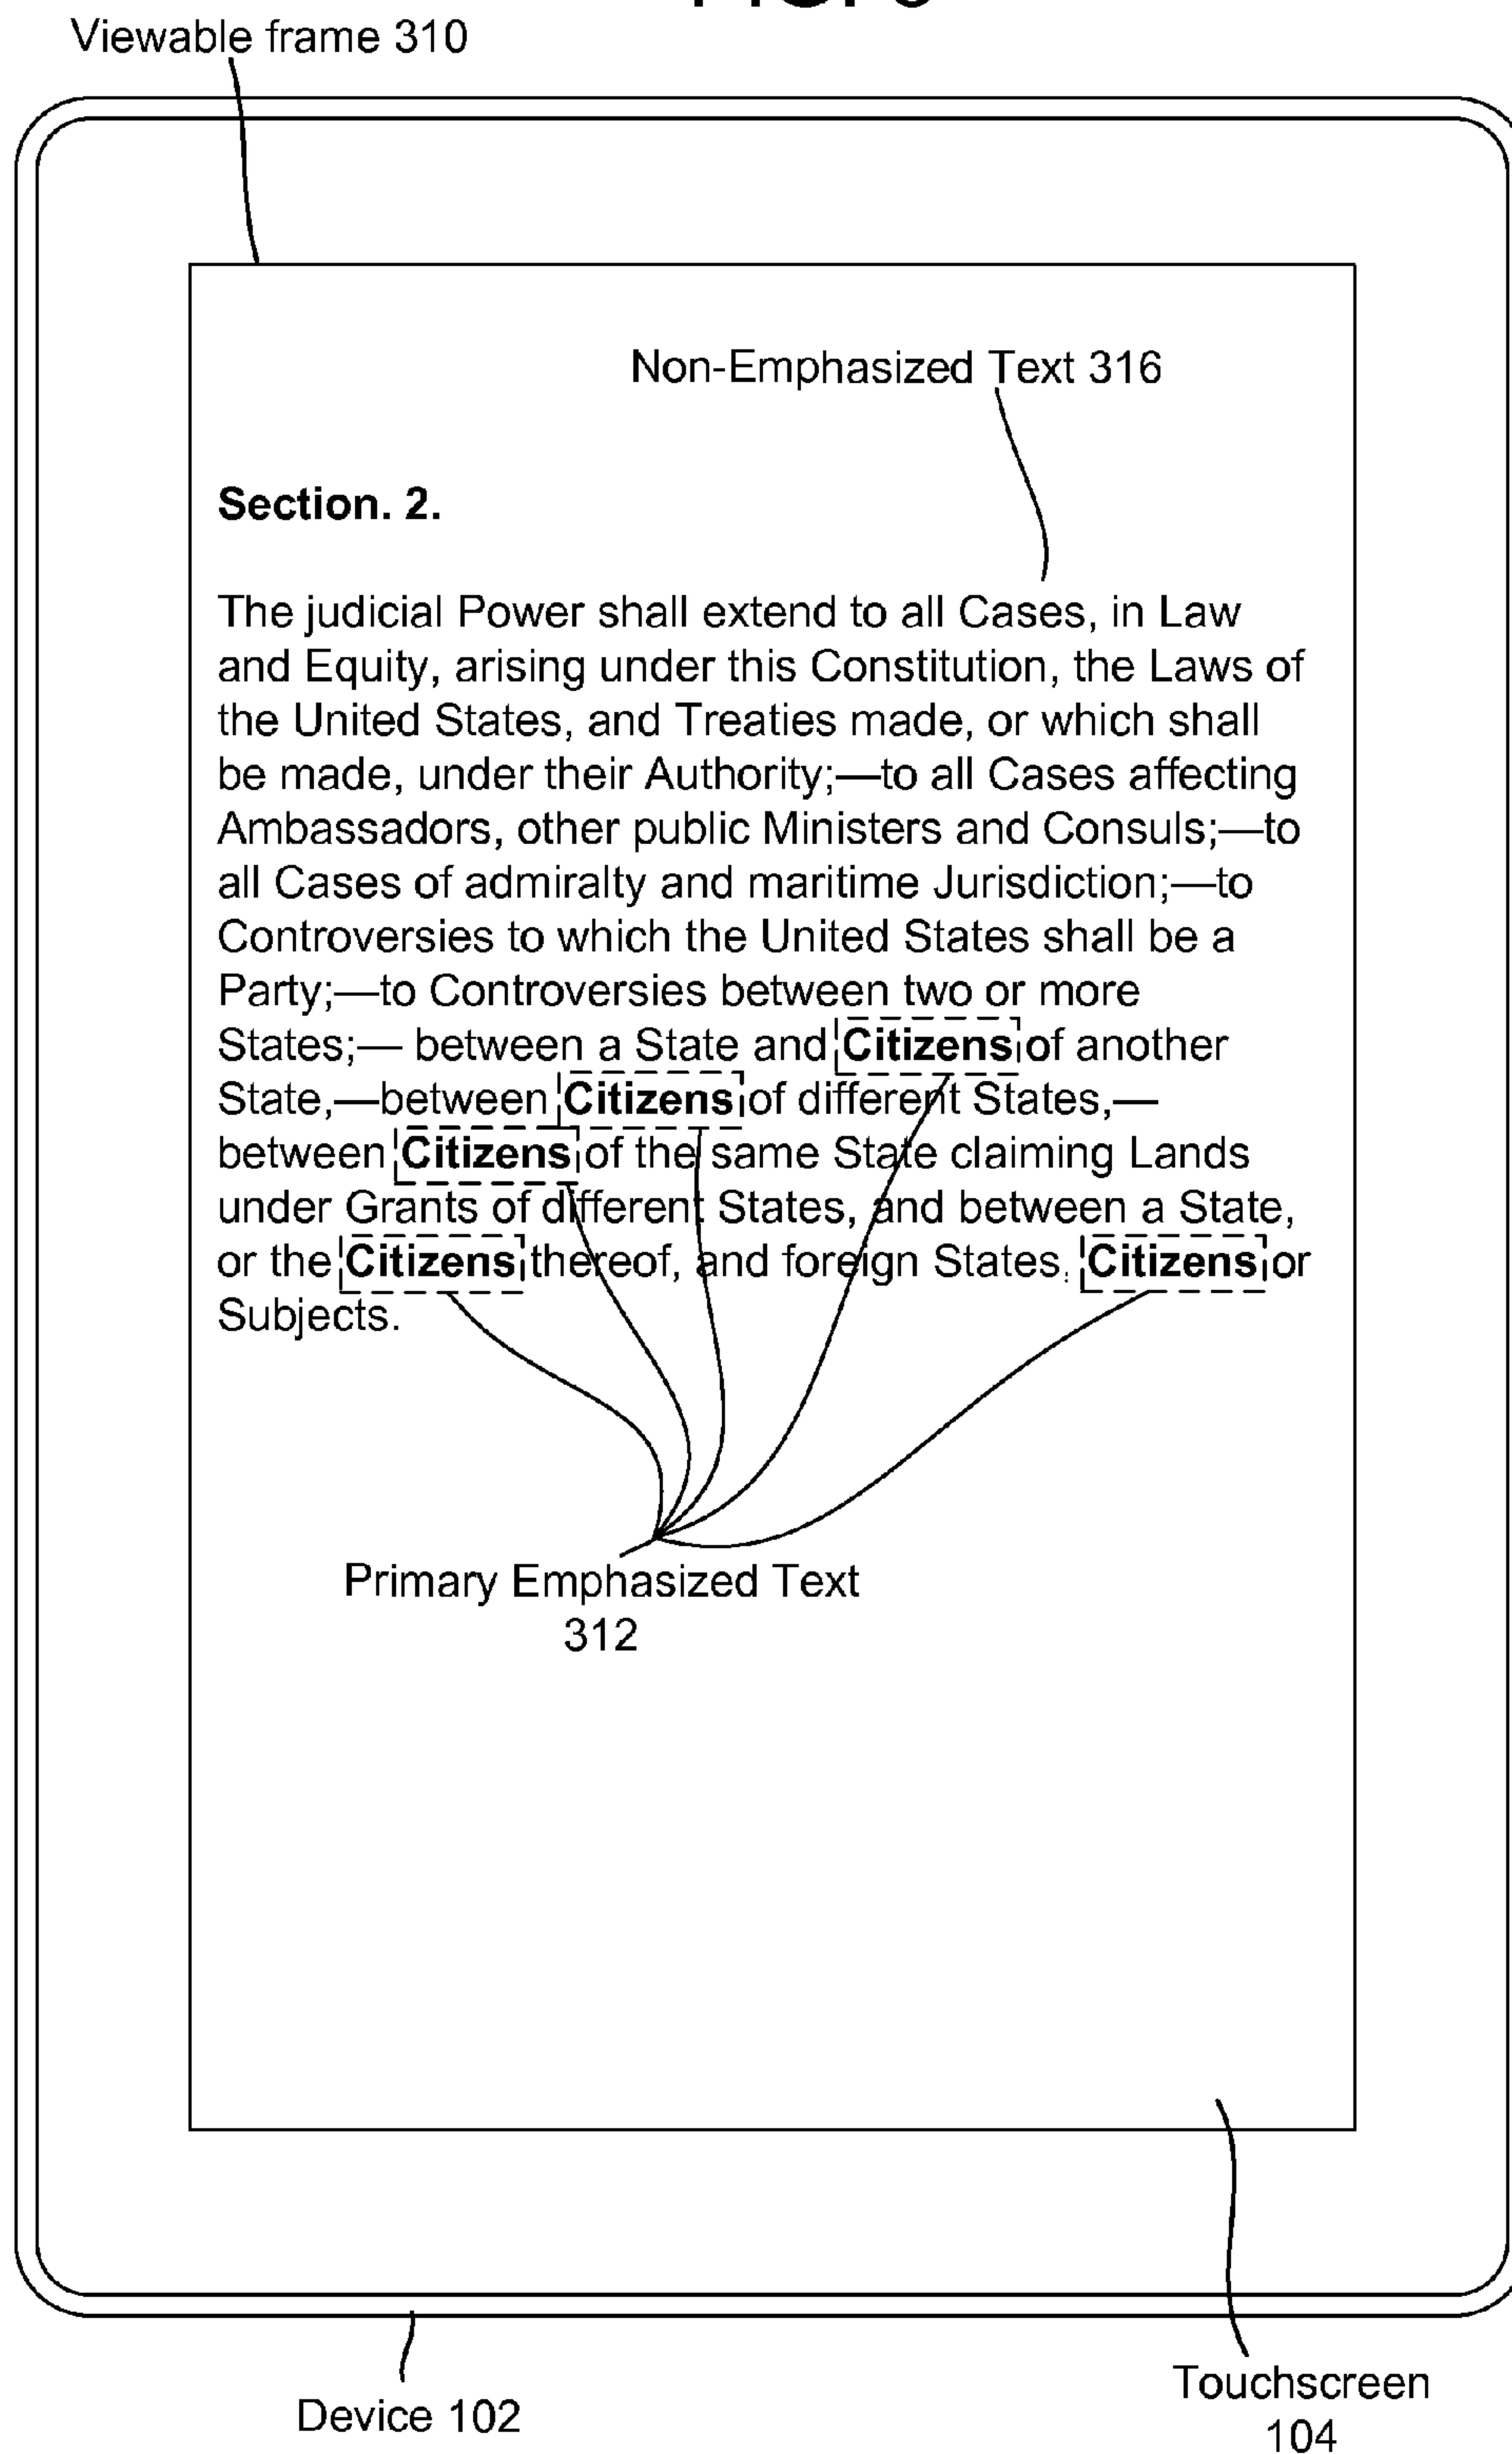 Viewable frame 310
Non-Emphasized Text 316
Section. 2.
The judicial Power shall extend to all Cases, in Law
and Equity, arising under this Constitution, the Laws of
the United States, and Treaties made, or which shall
be made, under their Authority;—to all Cases affecting
Ambassadors, other public Ministers and Consuls;—to
all Cases of admiralty and maritime Jurisdiction;—to
Controversies to which the United States shall be a
Party;—to Controversies between two or more
States;— between a State and Citizens of another
State,—between Citizens of different States,—
between Citizens of the same State claiming Lands
under Grants of different States, and between a State,
or the Citizens thereof, and foreign States, Citizens or
Subjects.
Primary Emphasized Text
312
Device 102
Touchscreen
104